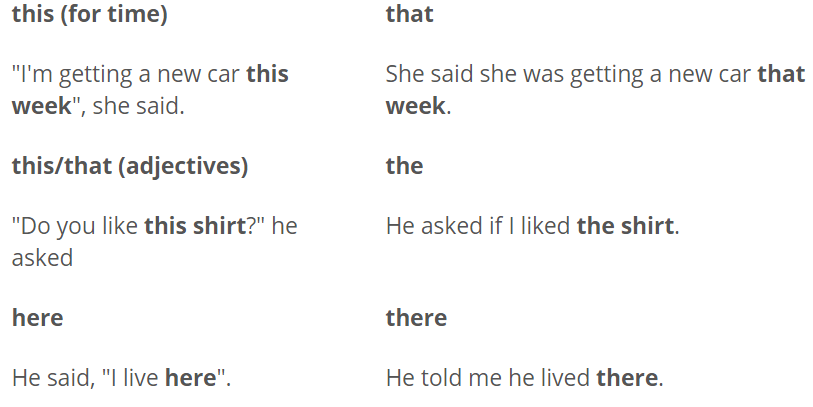 this (for time)
that
"I'm getting a new car this
week", she said.
She said she was getting a new car that
week.
this/that (adjectives)
the
"Do you like this shirt?" he
asked
He asked if I liked the shirt.
here
there
He said, "I live here".
He told me he lived there.